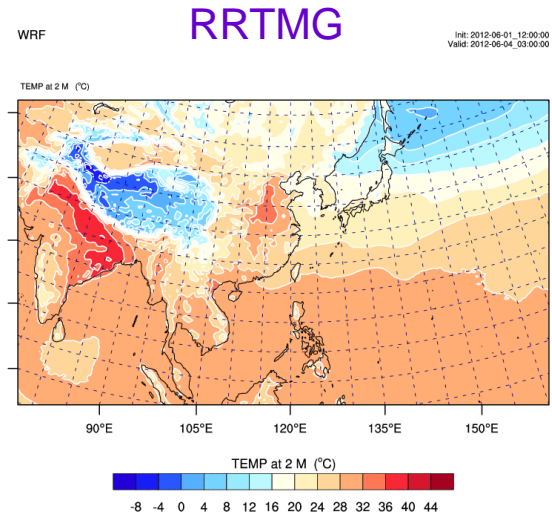 RRTMG
WRF
Init: 2012-06-01_12:00:00
Valid: 2012-06-04_03:00:00
TEMP at 2 M (°C)
90°E 105°E 120°E 135°E 150°E
TEMP at 2 M (°C)
-8 -4 0 4 8 12 16 20 24 28 32 36 40 44